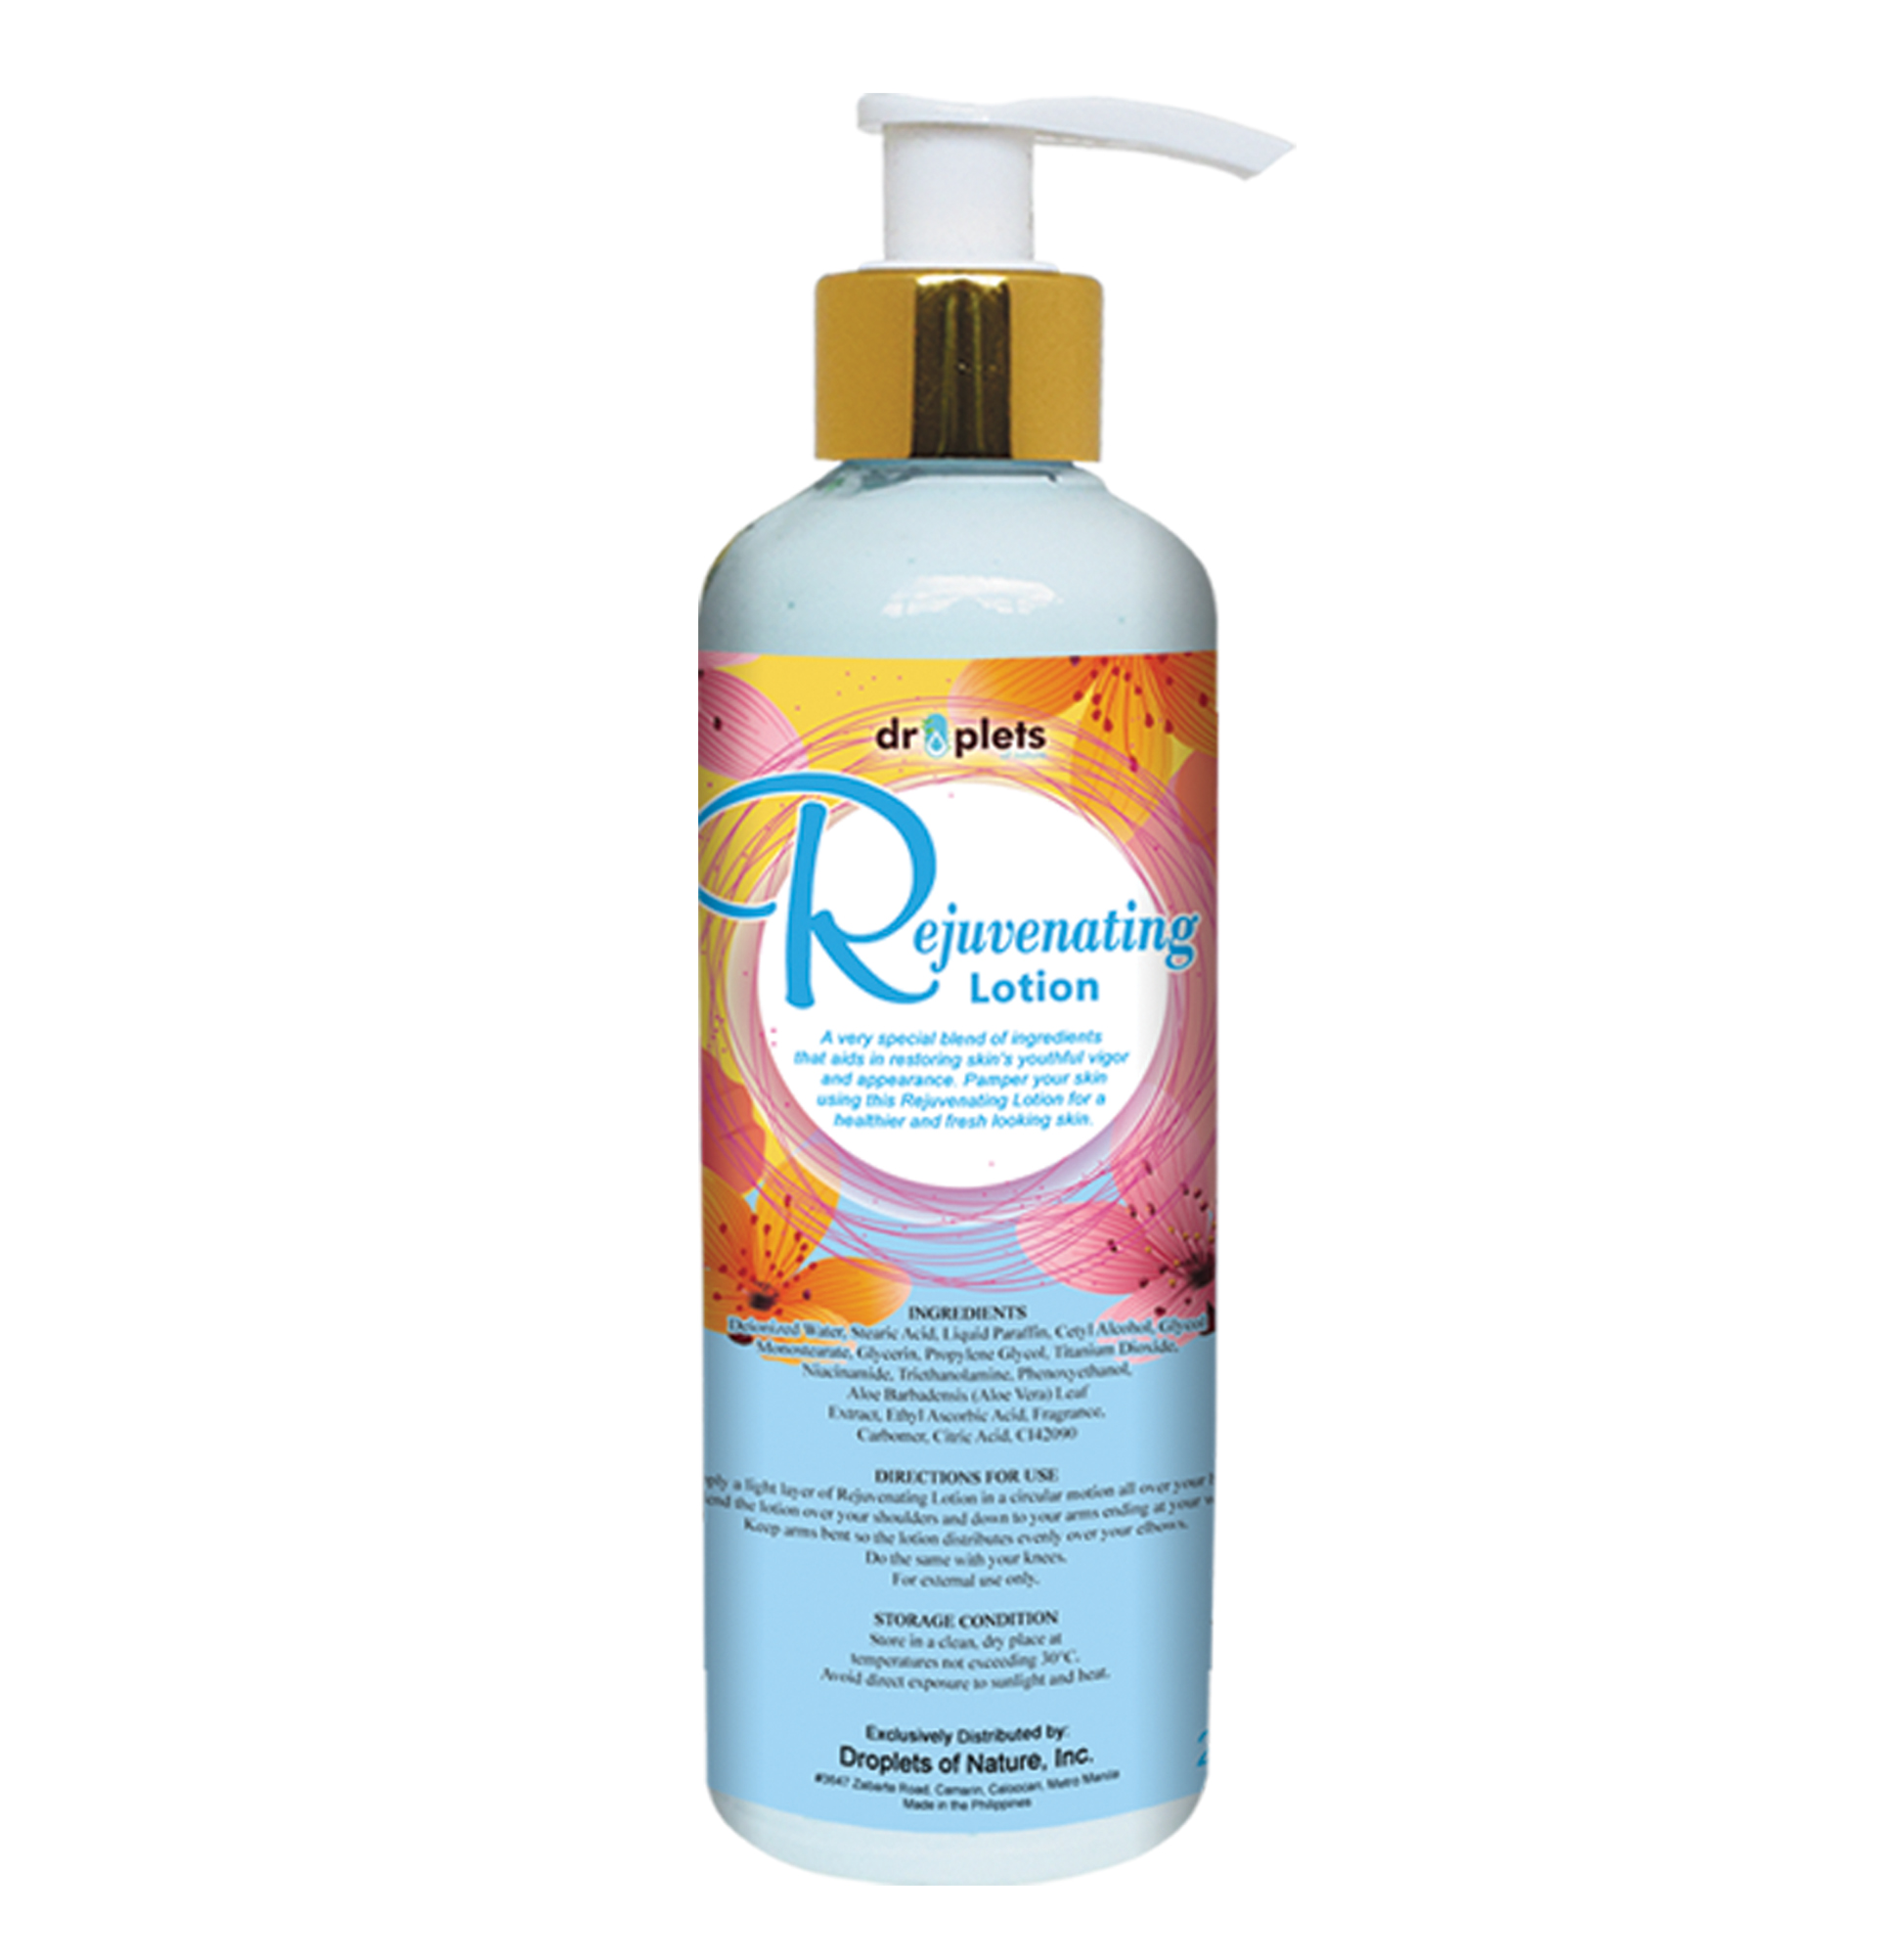 droplets
of nature
Rejuvenating
Lotion
A very special blend of ingredients
that aids in restoring skin's youthful vigor
and appearance. Pamper your skin
using this Rejuvenating Lotion for a
healthier and fresh looking skin.
INGREDIENTS
Deionized Water, Stearic Acid, Liquid Paraffin, Cetyl Alcohol, Glycol
Monostearate, Glycerin, Propylene Glycol, Titanium Dioxide,
Niacinamide, Triethanolamine, Phenoxyethanol,
Aloe Barbadensis (Aloe Vera) Leaf
Extract, Ethyl Ascorbic Acid, Fragrance,
Carbomer, Citric Acid, CI42090
DIRECTIONS FOR USE
a light layer of Rejuvenating Lotion in a circular motion all over your
the lotion over your shoulders and down to your arms ending at your
Keep arms bent so the lotion distributes evenly over your elbows.
Do the same with your knees.
For external use only.
STORAGE CONDITION
Store in a clean, dry place at
temperatures not exceeding 30°C.
Avoid direct exposure to sunlight and heat.
Exclusively Distributed by:
Droplets of Nature, Inc.
#3647 Zabarte Road, Camarin, Caloocan, Metro Manila
Made in the Philippines